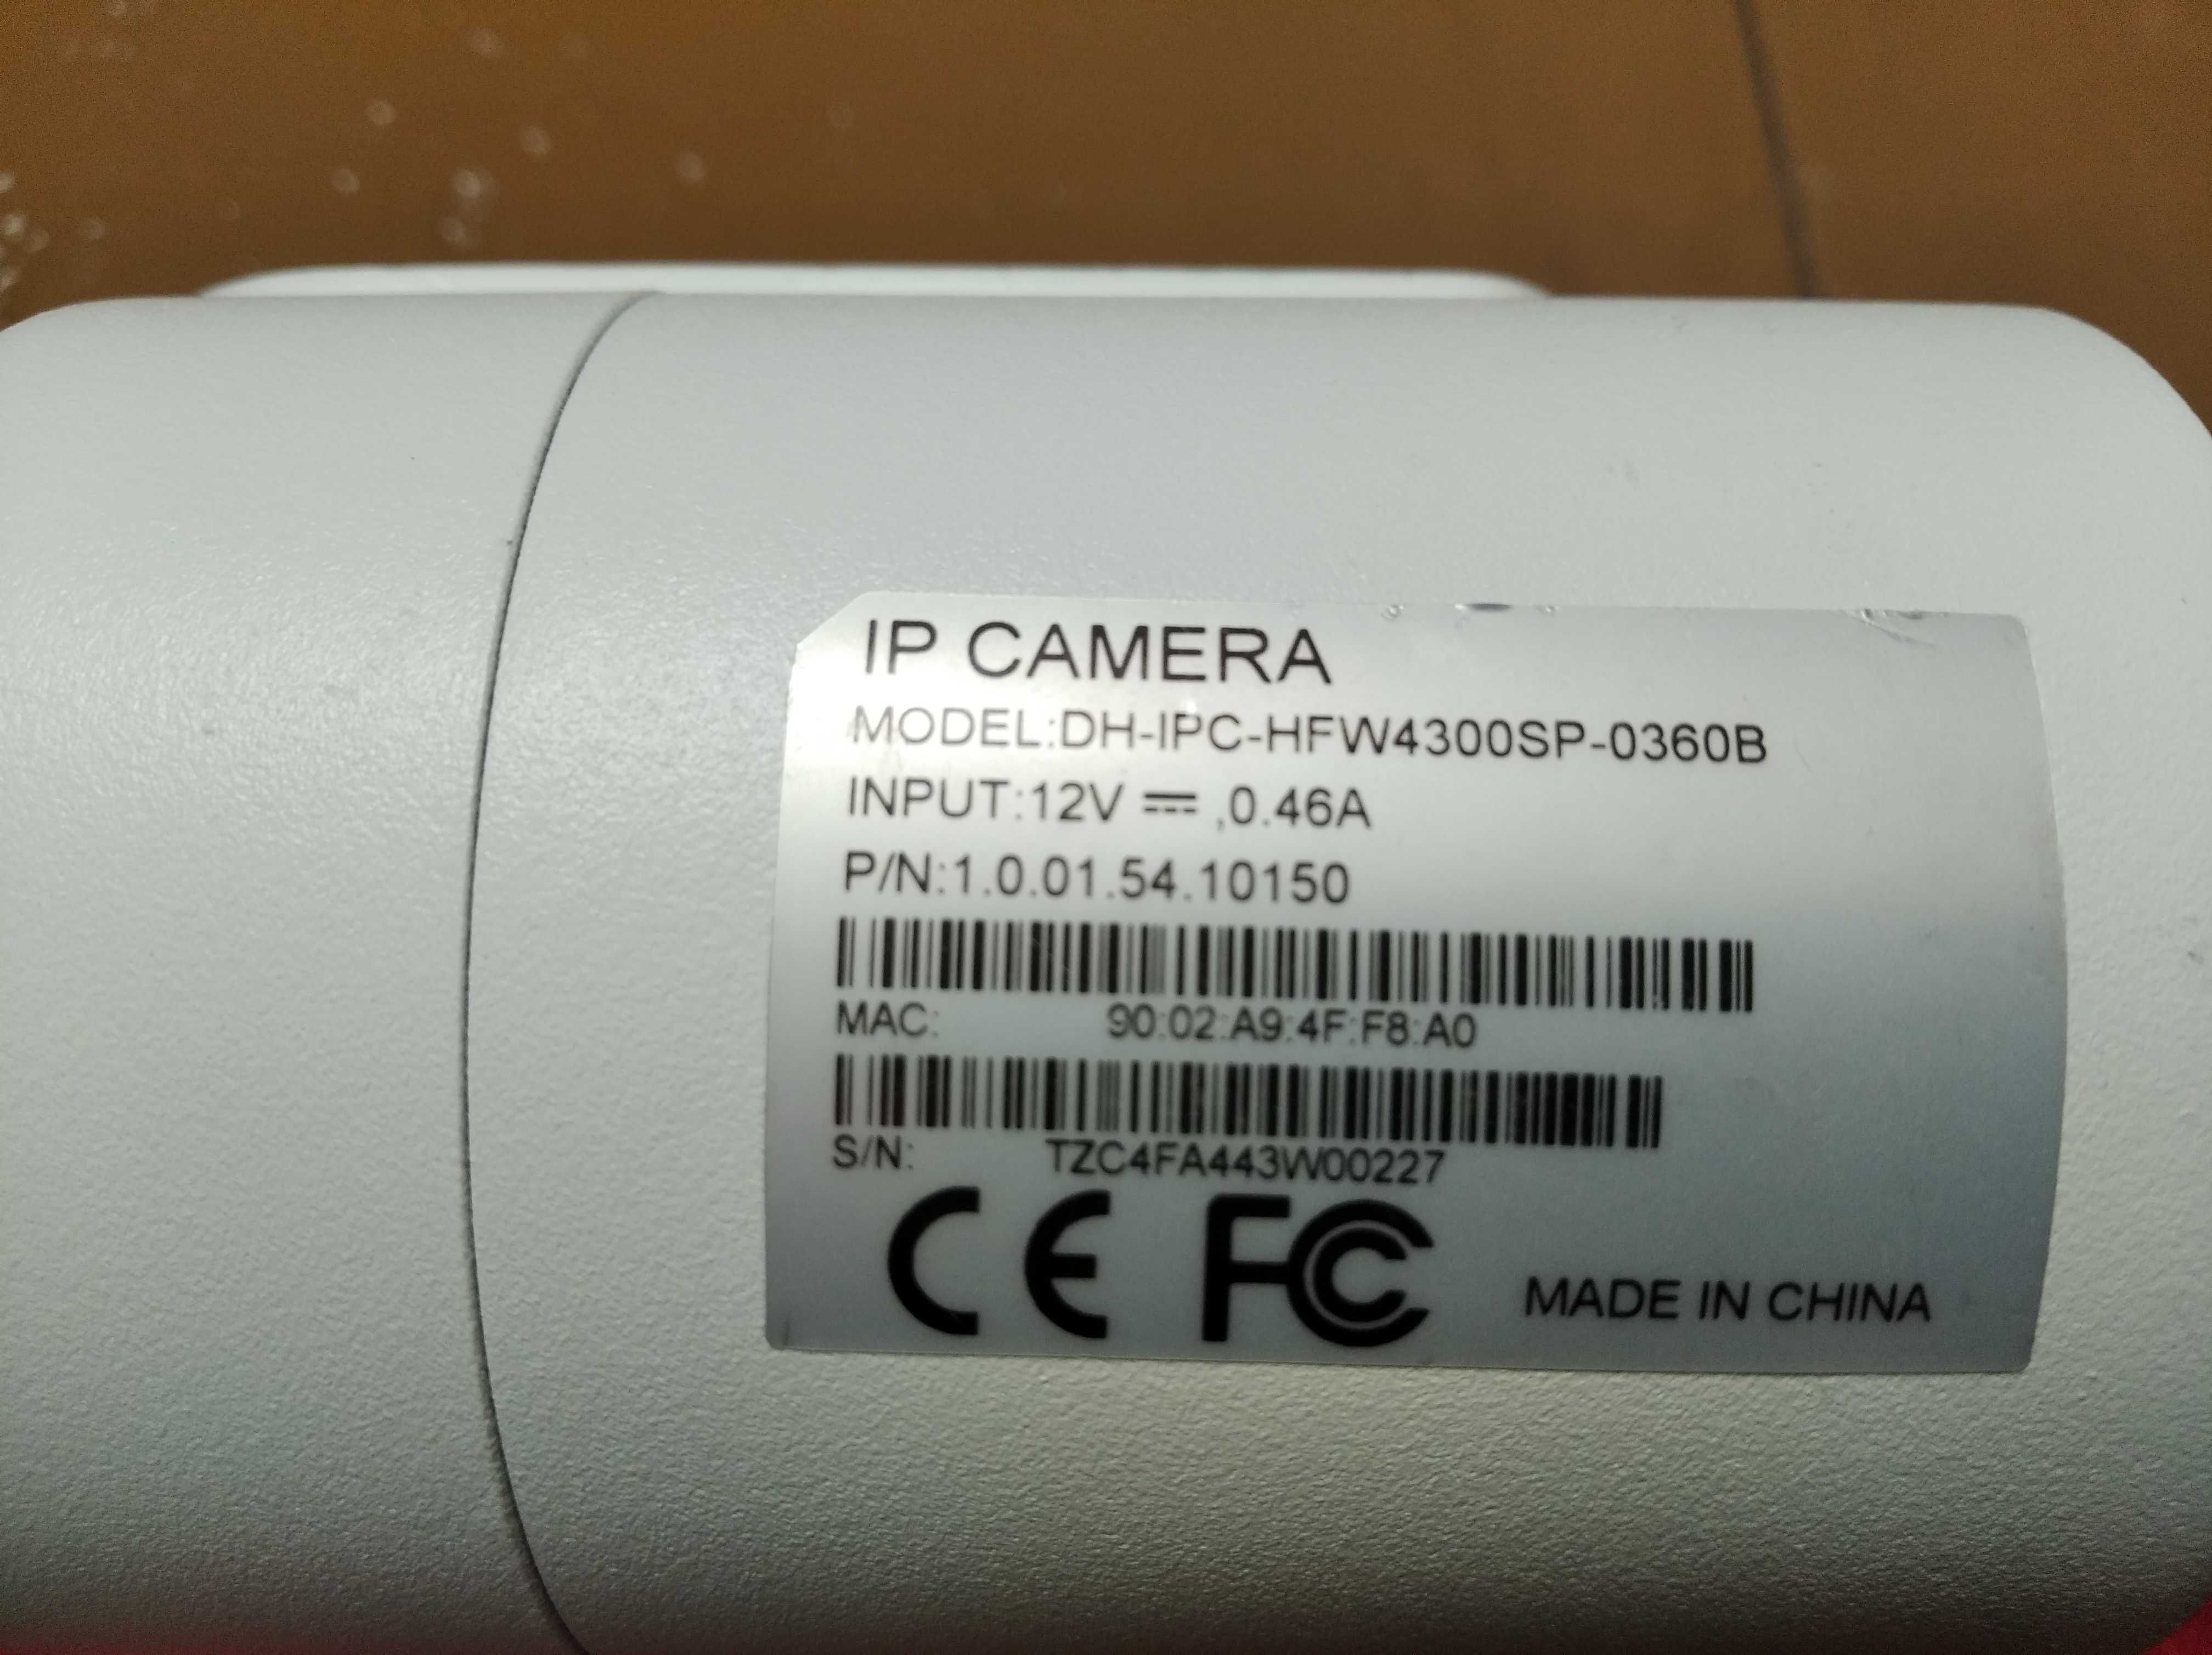 IP CAMERA
MODEL:DH-IPC-HFW4300SP-0360B
INPUT:12V ⎓ ,0.46A
P/N:1.0.01.54.10150
MAC: 90:02:A9:4F:F8:A0
S/N: TZC4FA443W00227
CE FC MADE IN CHINA